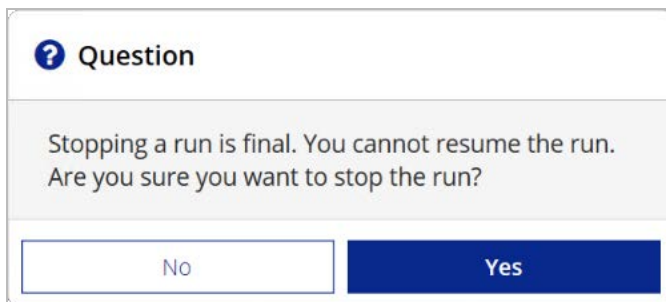 Question
Stopping a run is final. You cannot resume the run.
Are you sure you want to stop the run?
No
Yes